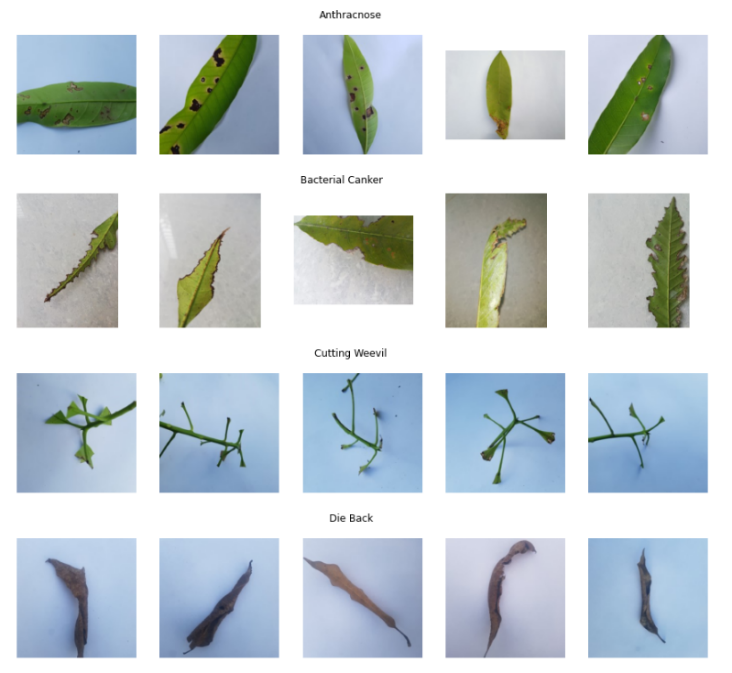 Anthracnose
Bacterial Canker
Cutting Weevil
Die Back